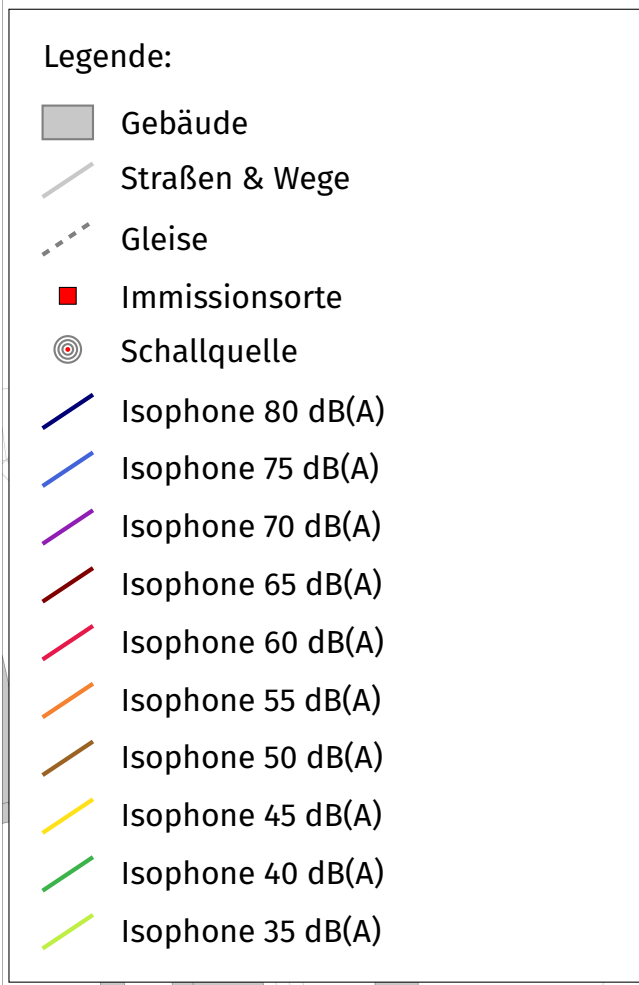 Legende:
Gebäude
Straßen & Wege
Gleise
Immissionsorte
Schallquelle
Isophone 80 dB(A)
Isophone 75 dB(A)
Isophone 70 dB(A)
Isophone 65 dB(A)
Isophone 60 dB(A)
Isophone 55 dB(A)
Isophone 50 dB(A)
Isophone 45 dB(A)
Isophone 40 dB(A)
Isophone 35 dB(A)